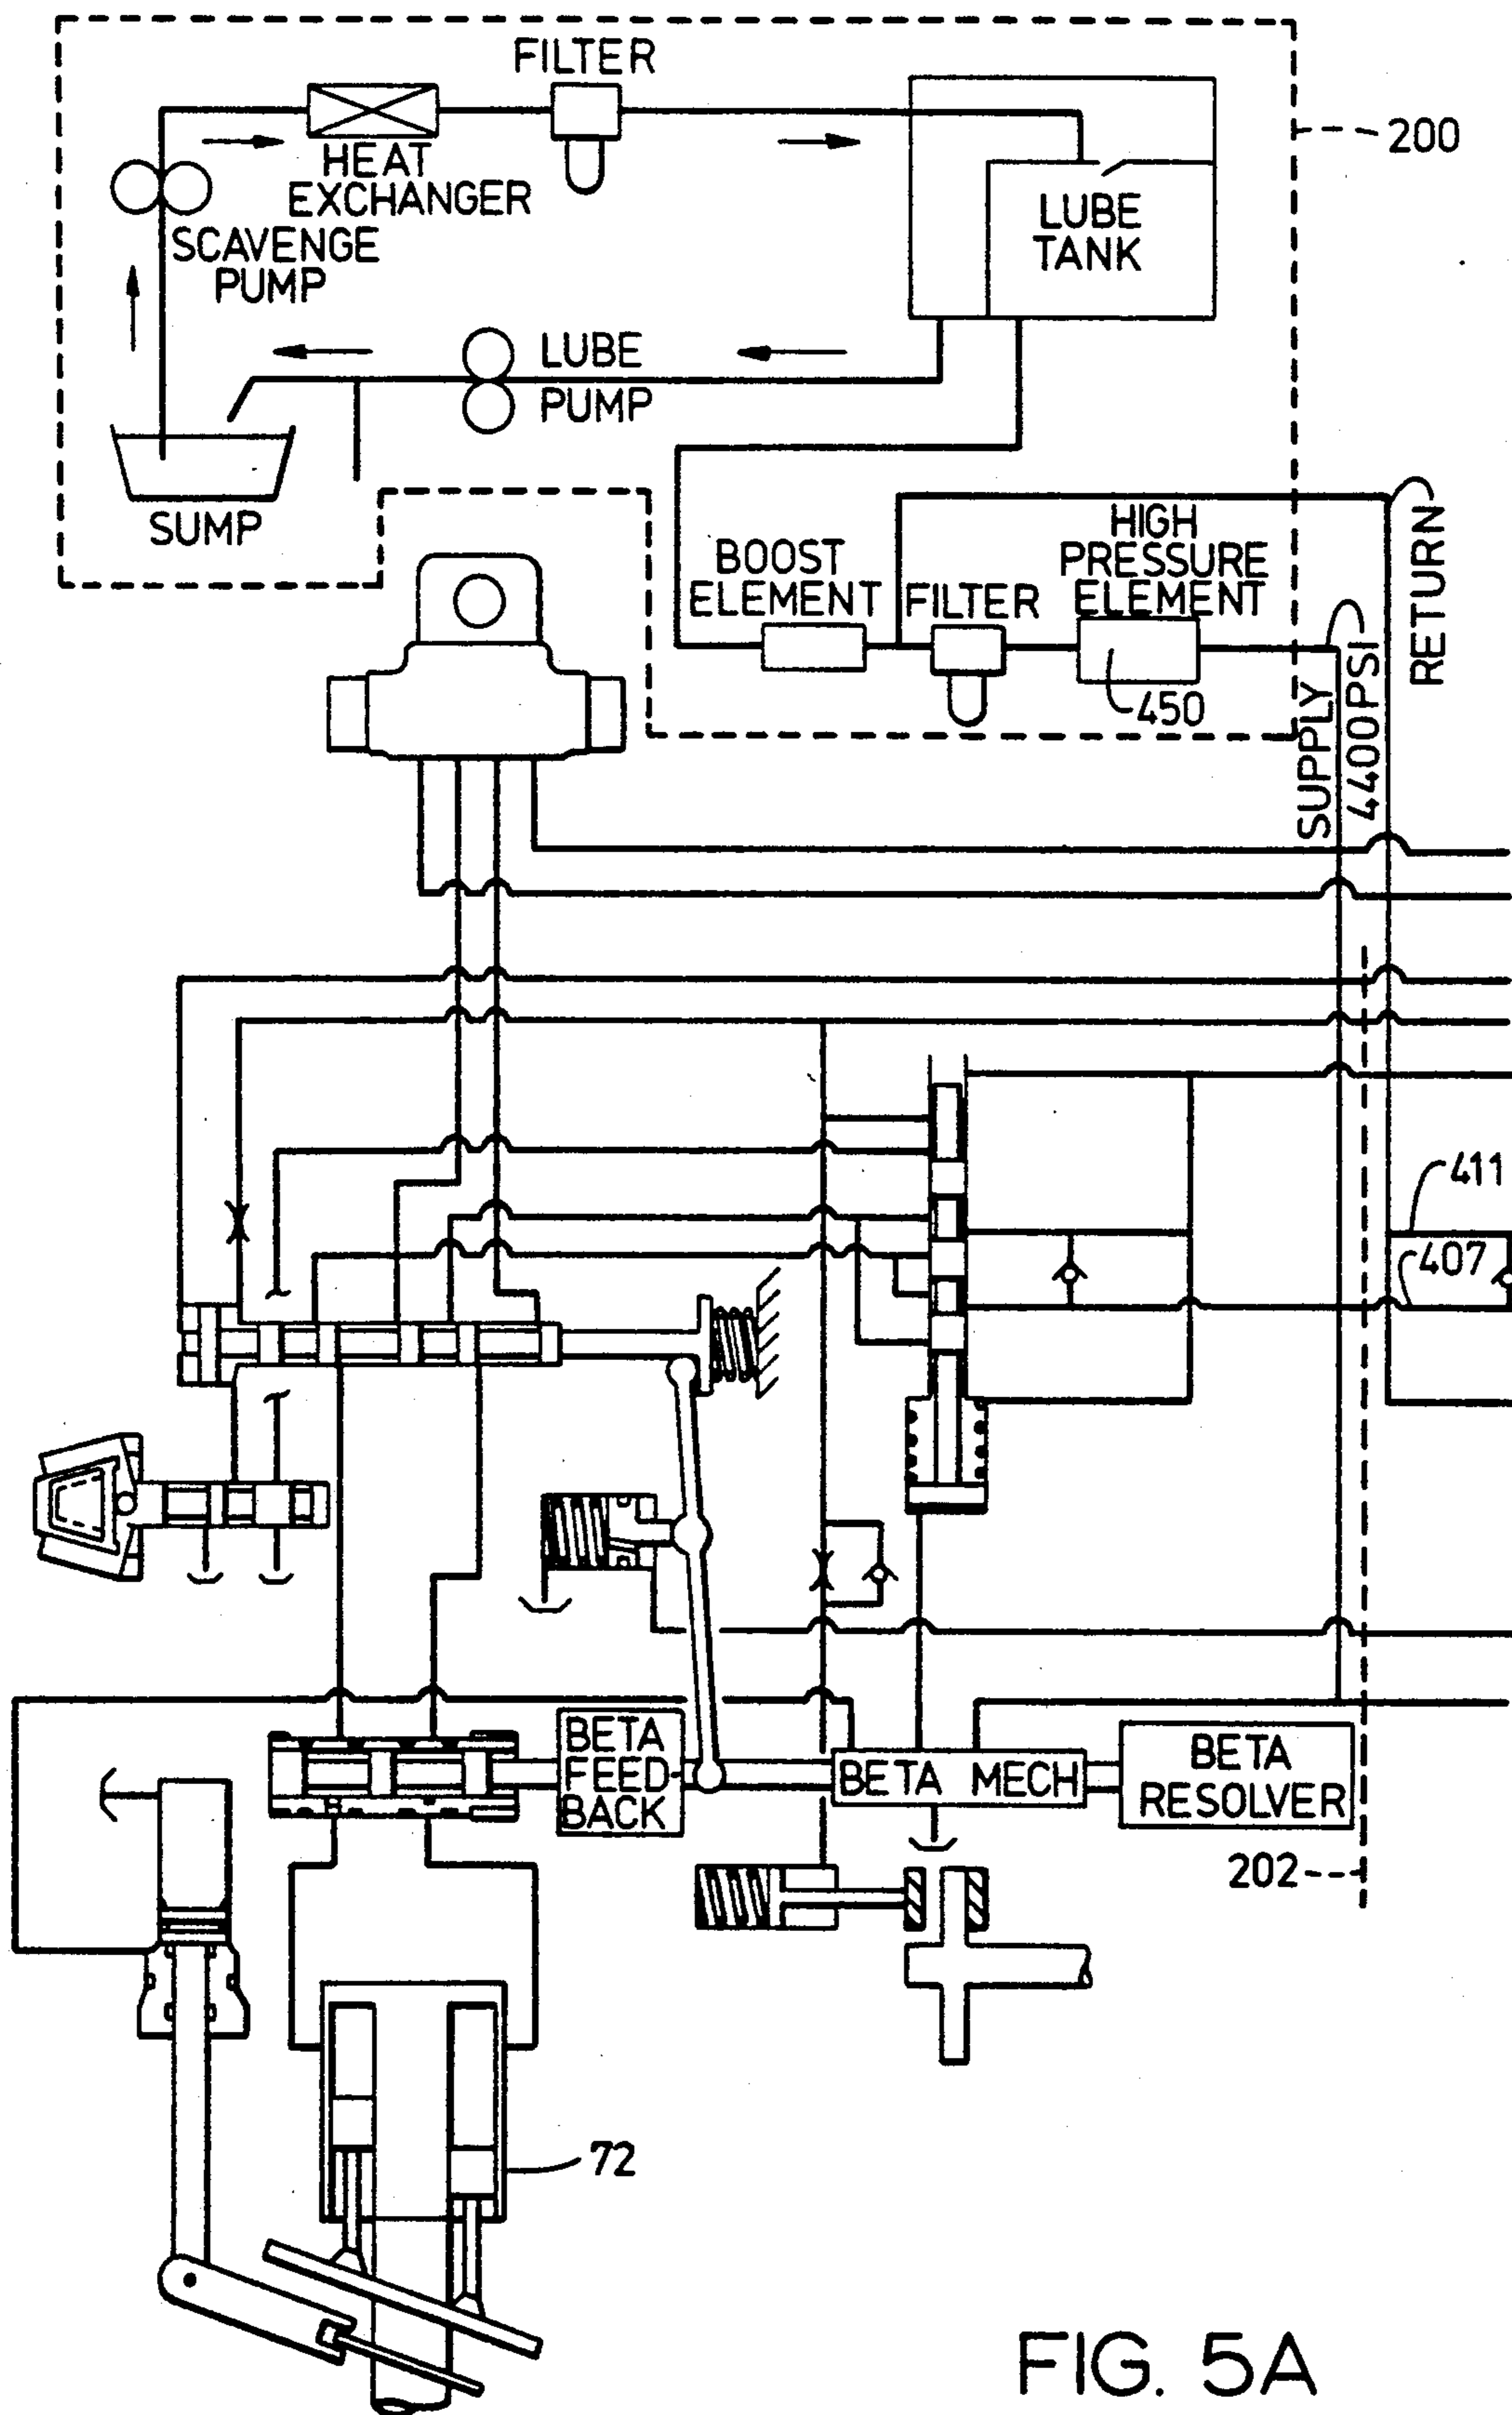 FILTER
200
HEAT
EXCHANGER
LUBE
TANK
SCAVENGE
PUMP
LUBE
PUMP
SUMP
HIGH
PRESSURE
ELEMENT
BOOST
ELEMENT
FILTER
RETURN
450
SUPPLY
4400PSI
411
407
BETA
FEED-
BACK
BETA MECH
BETA
RESOLVER
202
72
FIG. 5A